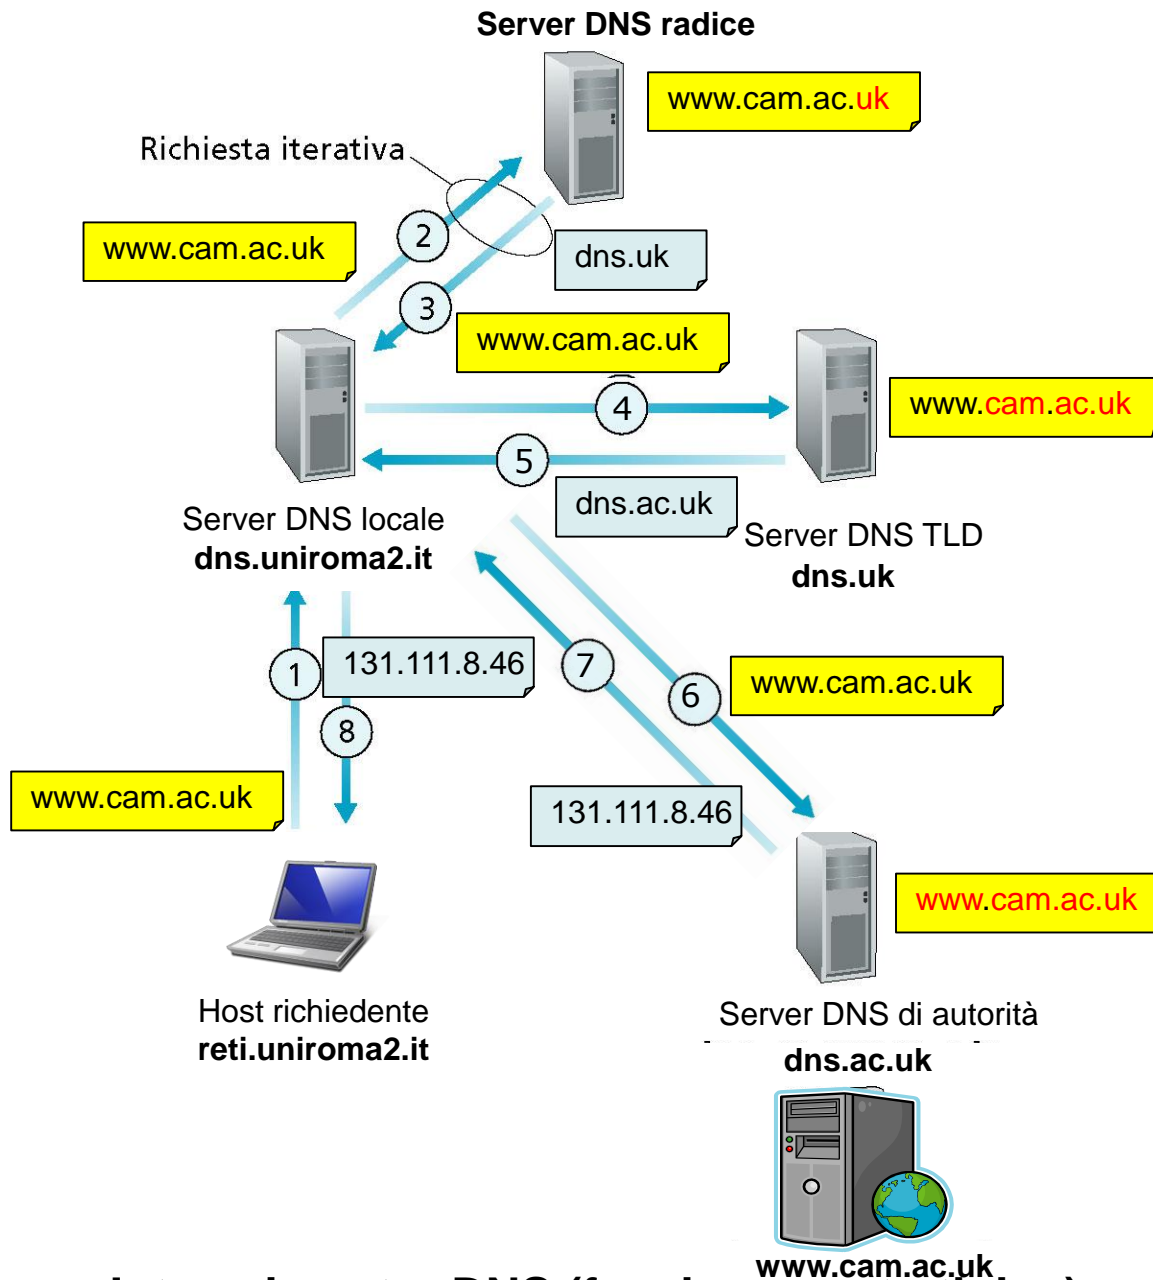 Server DNS radice
www.cam.ac.uk
Richiesta iterativa
www.cam.ac.uk
2
dns.uk
3
www.cam.ac.uk
4
www.cam.ac.uk
5
dns.ac.uk
Server DNS locale
dns.uniroma2.it
Server DNS TLD
dns.uk
1
131.111.8.46
7
6
www.cam.ac.uk
8
www.cam.ac.uk
131.111.8.46
www.cam.ac.uk
Host richiedente
reti.uniroma2.it
Server DNS di autorità
dns.ac.uk
www.cam.ac.uk
DNS